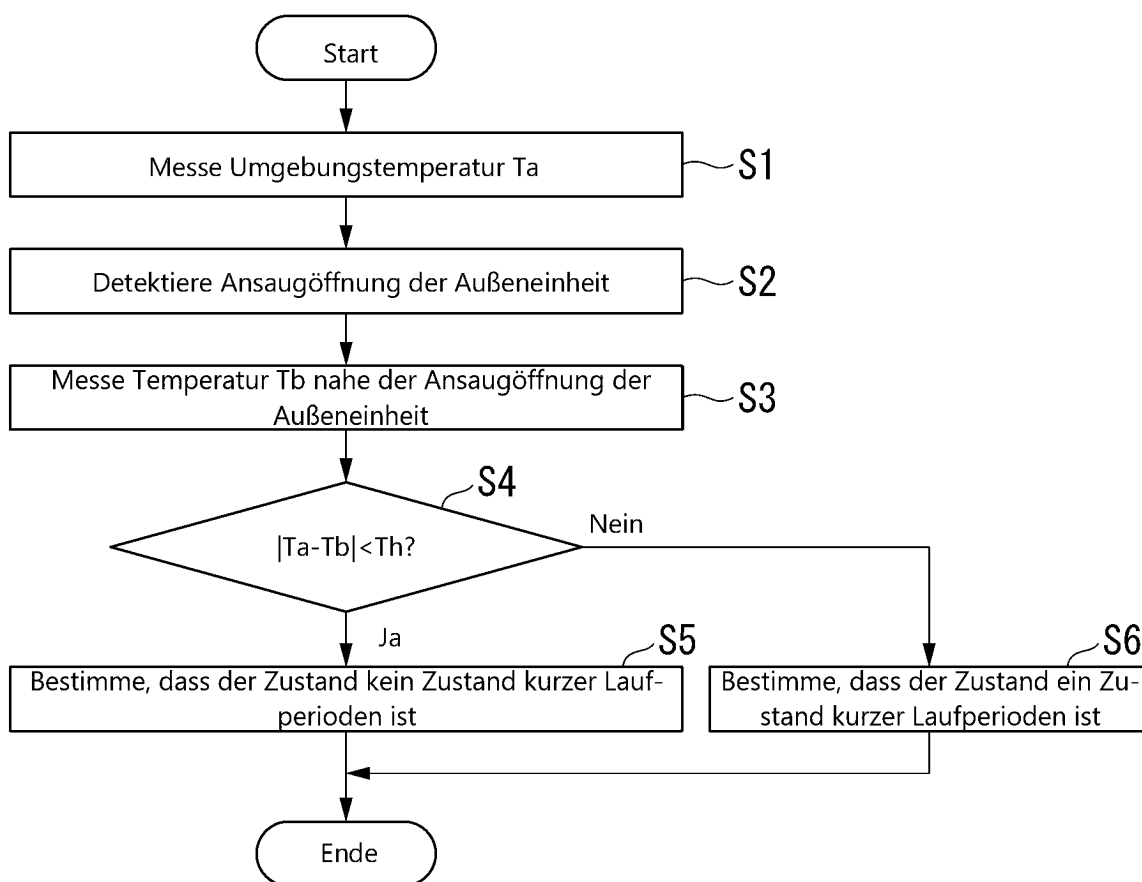 Start
Messe Umgebungstemperatur Ta
S1
Detektiere Ansaugöffnung der Außeneinheit
S2
Messe Temperatur Tb nahe der Ansaugöffnung der
Außeneinheit
S3
S4
|Ta-Tb|<Th?
Nein
Ja
S5
Bestimme, dass der Zustand kein Zustand kurzer Lauf-
perioden ist
S6
Bestimme, dass der Zustand ein Zu-
stand kurzer Laufperioden ist
Ende